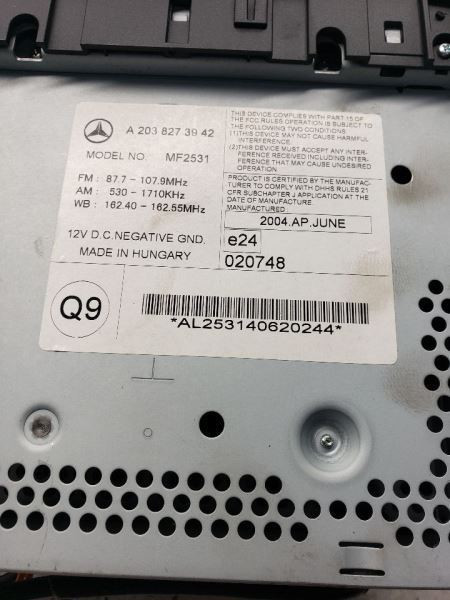 A 203 827 39 42
MODEL NO. MF2531
FM : 87.7 - 107.9MHz
AM : 530 - 1710KHz
WB : 162.40 - 162.55MHz
12V D.C.NEGATIVE GND.
MADE IN HUNGARY
THIS DEVICE COMPLIES WITH PART 15 OF
THE FCC RULES OPERATION IS SUBJECT TO
THE FOLLOWING TWO CONDITIONS.
(1)THIS DEVICE MAY NOT CAUSE HARMFUL
INTERFERENCE.
(2)THIS DEVICE MUST ACCEPT ANY INTER-
FERENCE RECEIVED INCLUDING INTER-
FERENCE THAT MAY CAUSE UNDESIRED
OPERATION.
PRODUCT IS CERTIFIED BY THE MANUFAC-
TURER TO COMPLY WITH DHHS RULES 21
CFR SUBCHAPTER J APPLICATION AT THE
DATE OF MANUFACTURE.
MANUFACTURED.
2004.AP.JUNE
e24
020748
Q9
*AL253140620244*